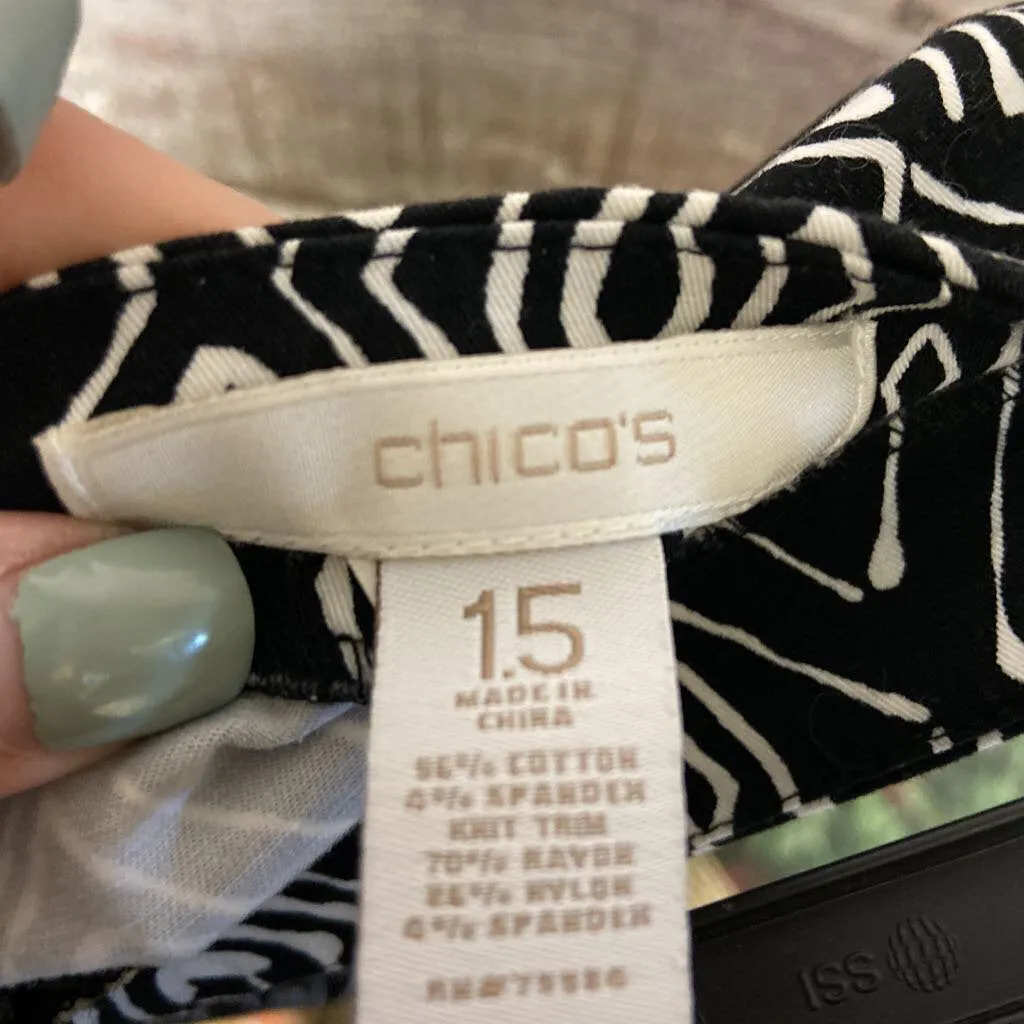 chico's
1.5
MADE IN
CHINA
96% COTTON
4% SPANDEX
KNIT TRIM
70% RAYON
26% NYLON
4% SPANDEX
ISS